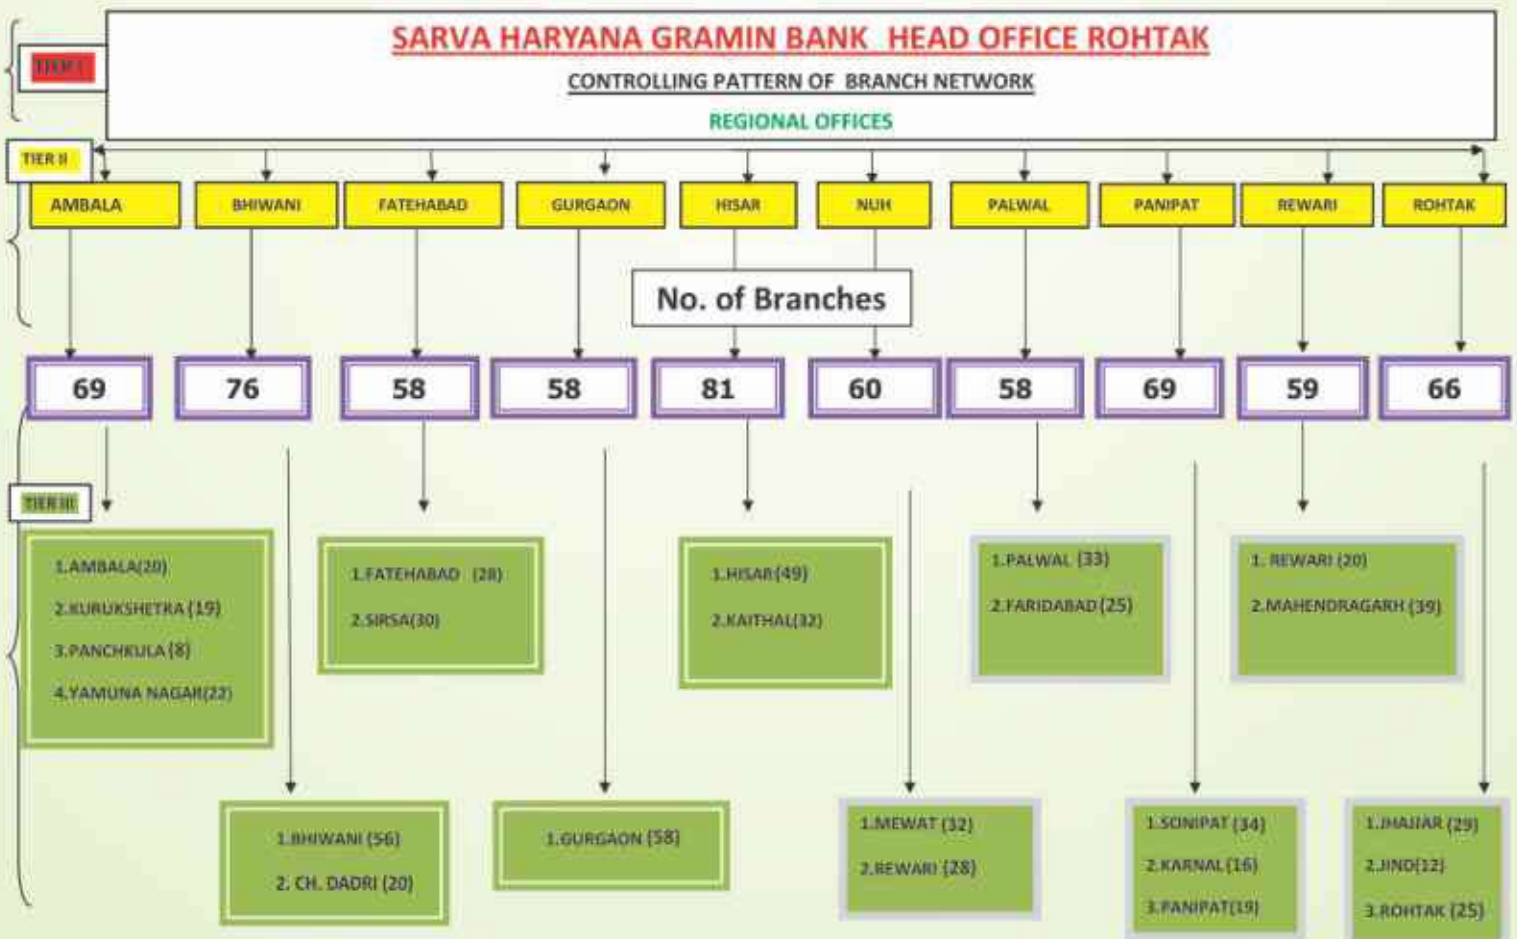 SARVA HARYANA GRAMIN BANK HEAD OFFICE ROHTAK
TIER I
CONTROLLING PATTERN OF BRANCH NETWORK
REGIONAL OFFICES
TIER II
AMBALA
BHIWANI
FATEHABAD
GURGAON
HISAR
NUH
PALWAL
PANIPAT
REWARI
ROHTAK
No. of Branches
69
76
58
58
81
60
58
69
59
66
TIER III
1.AMBALA(20)
2.KURUKSHETRA (19)
3.PANCHKULA (8)
4.YAMUNA NAGAR(22)
1.FATEHABAD (28)
2.SIRSA(30)
1.HISAR(49)
2.KAITHAL(32)
1.PALWAL (33)
2.FARIDABAD (25)
1. REWARI (20)
2.MAHENDRAGARH (39)
1.BHIWANI (56)
2. CH. DADRI (20)
1.GURGAON (58)
1.MEWAT (32)
2.REWARI (28)
1.SONIPAT (34)
2.KARNAL(16)
3.PANIPAT(19)
1.JHAJJAR (29)
2.JIND(12)
3.ROHTAK (25)